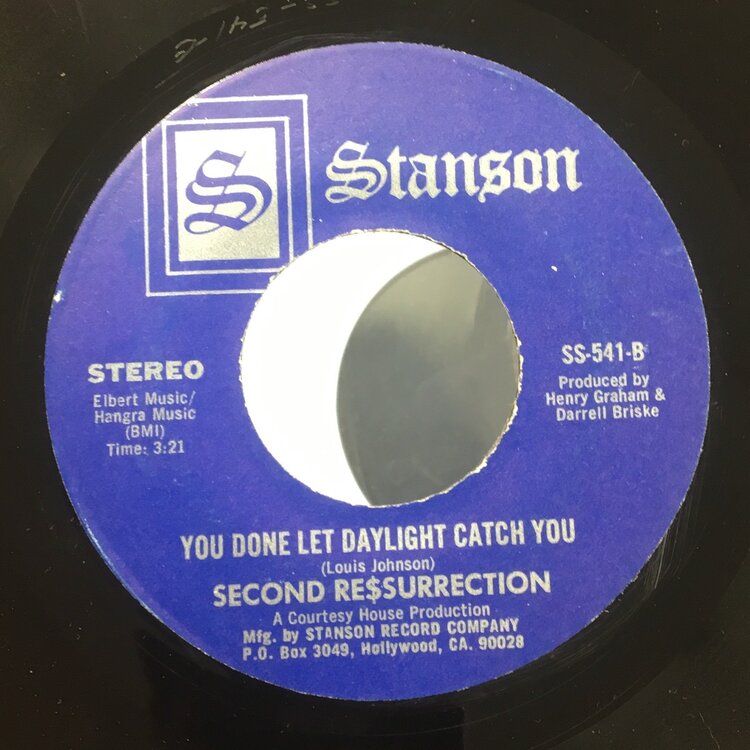 S
Stanson
STEREO
Elbert Music/
Hangra Music
(BMI)
Time: 3:21
SS-541-B
Produced by
Henry Graham &
Darrell Briske
YOU DONE LET DAYLIGHT CATCH YOU
(Louis Johnson)
SECOND RE$SURRECTION
A Courtesy House Production
Mfg. by STANSON RECORD COMPANY
P.O. Box 3049, Hollywood, CA. 90028